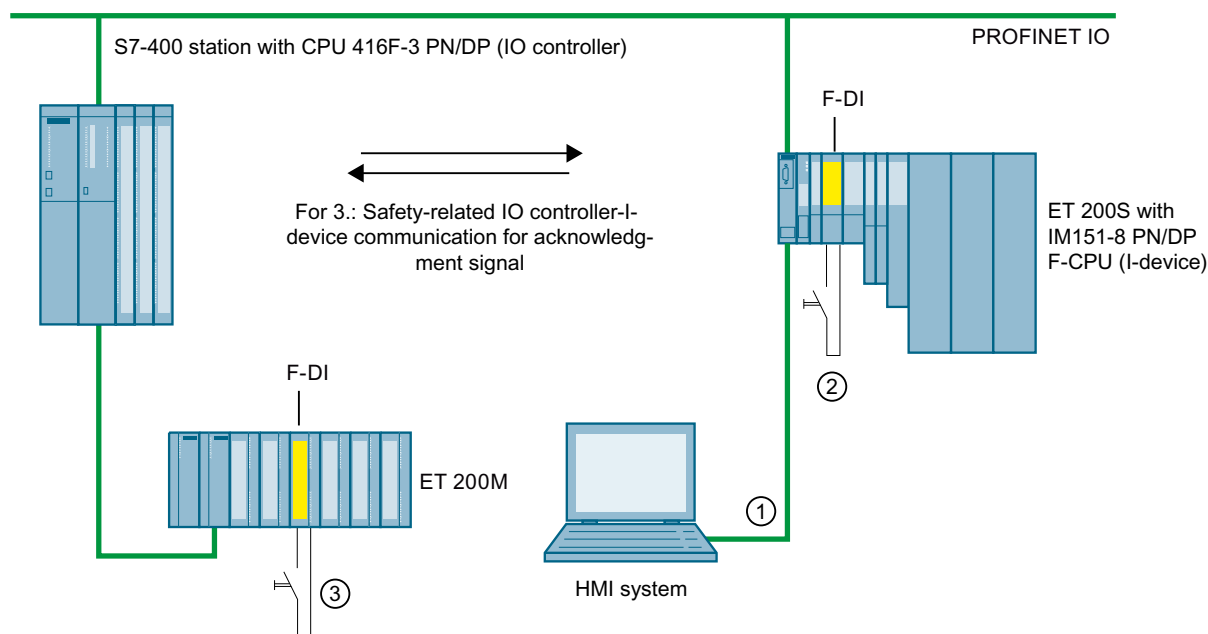 S7-400 station with CPU 416F-3 PN/DP (IO controller)
PROFINET IO
F-DI
For 3.: Safety-related IO controller-I-
device communication for acknowledg-
ment signal
ET 200S with
IM151-8 PN/DP
F-CPU (I-device)
2
F-DI
ET 200M
1
3
HMI system